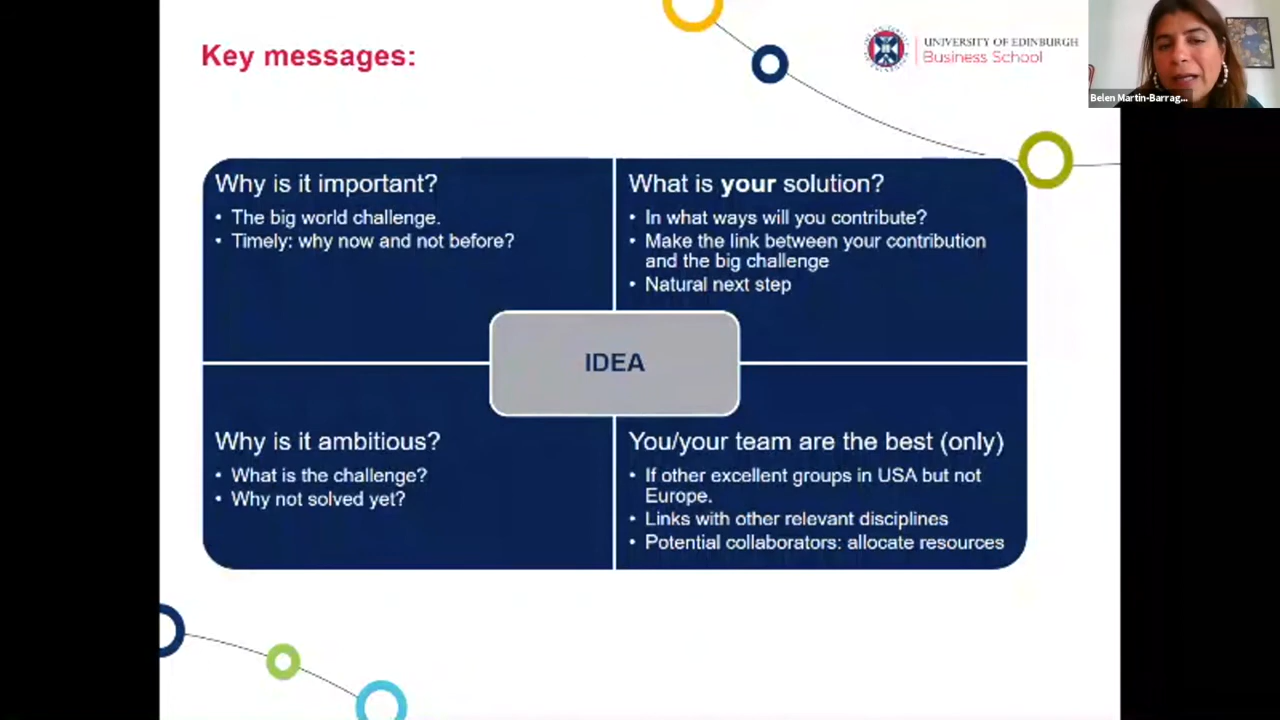 Key messages:
UNIVERSITY OF EDINBURGH
Business School
Belen Martin-Barrag...
Why is it important?
• The big world challenge.
• Timely: why now and not before?
What is your solution?
• In what ways will you contribute?
• Make the link between your contribution
and the big challenge
• Natural next step
IDEA
Why is it ambitious?
• What is the challenge?
• Why not solved yet?
You/your team are the best (only)
• If other excellent groups in USA but not
Europe.
• Links with other relevant disciplines
• Potential collaborators: allocate resources